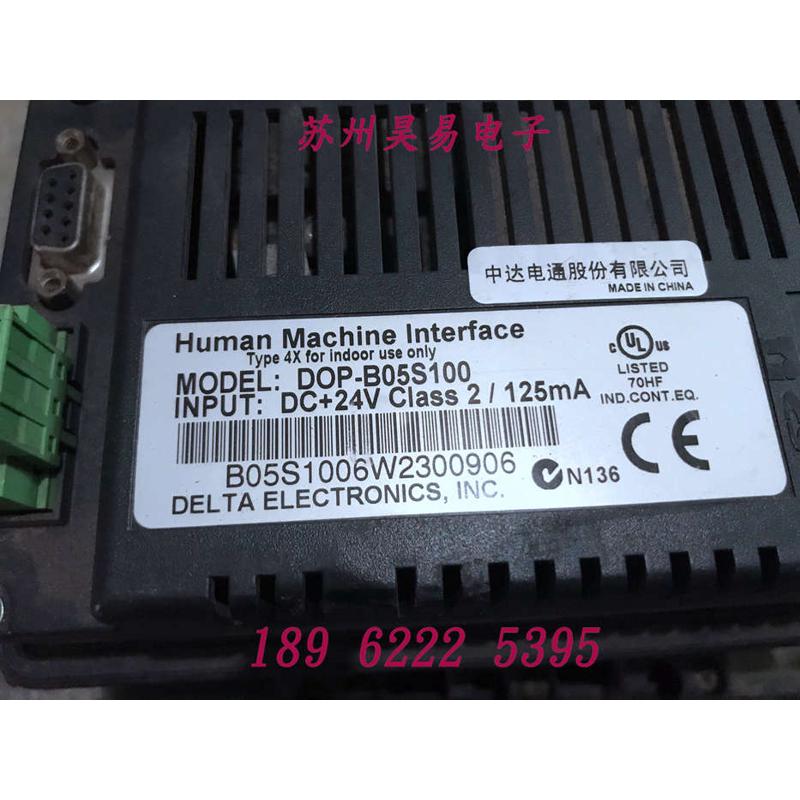 苏州昊易电子
中达电通股份有限公司
MADE IN CHINA
Human Machine Interface
Type 4X for indoor use only
MODEL: DOP-B05S100
INPUT: DC+24V Class 2 / 125mA
C UL US
LISTED
70HF
IND.CONT.EQ.
B05S1006W2300906
N136
CE
DELTA ELECTRONICS, INC.
189 6222 5395